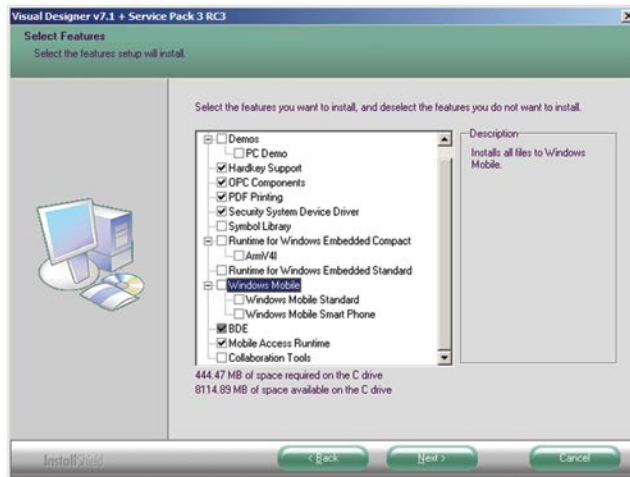 Visual Designer v7.1 + Service Pack 3 RC3
Select Features
Select the features setup will install.
Select the features you want to install, and deselect the features you do not want to install.
Demos
PC Demo
Hardkey Support
OPC Components
PDF Printing
Security System Device Driver
Symbol Library
Runtime for Windows Embedded Compact
ArmV4I
Runtime for Windows Embedded Standard
Windows Mobile
Windows Mobile Standard
Windows Mobile Smart Phone
BDE
Mobile Access Runtime
Collaboration Tools
Description
Installs all files to Windows
Mobile.
444.47 MB of space required on the C drive
8114.89 MB of space available on the C drive
InstallShield
< Back
Next >
Cancel